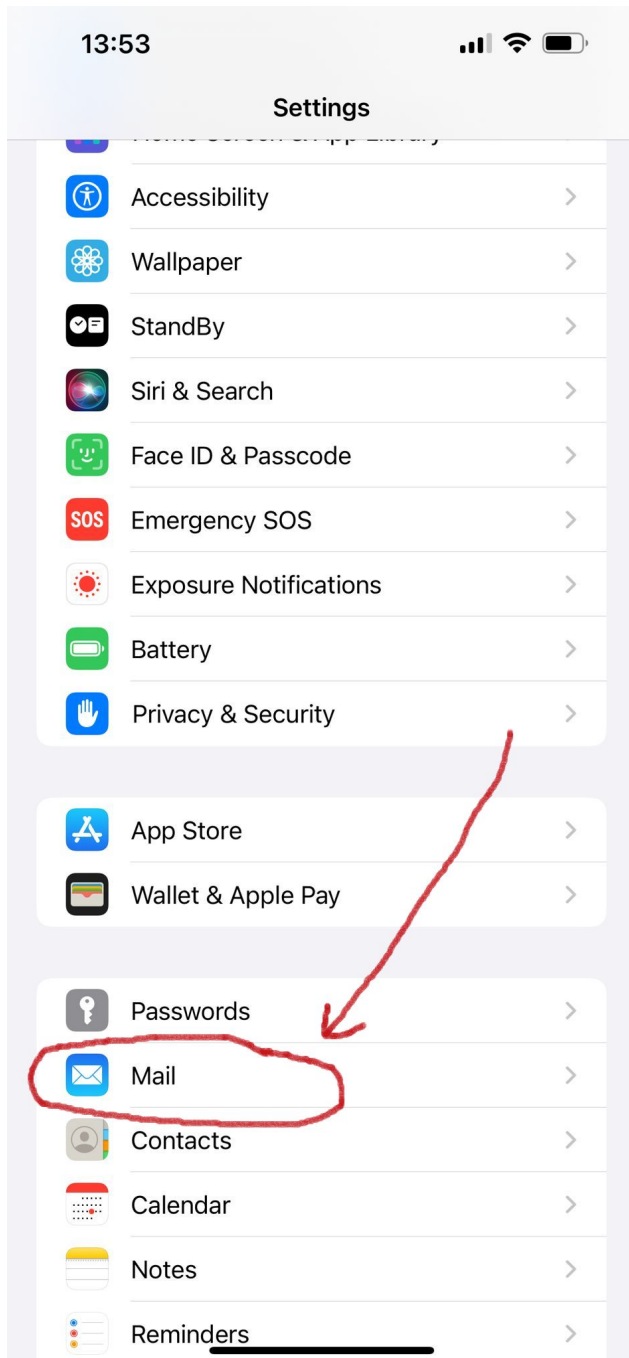 13:53
Settings
Accessibility
Wallpaper
StandBy
Siri & Search
Face ID & Passcode
SOS
Emergency SOS
Exposure Notifications
Battery
Privacy & Security
App Store
Wallet & Apple Pay
Passwords
Mail
Contacts
Calendar
Notes
Reminders